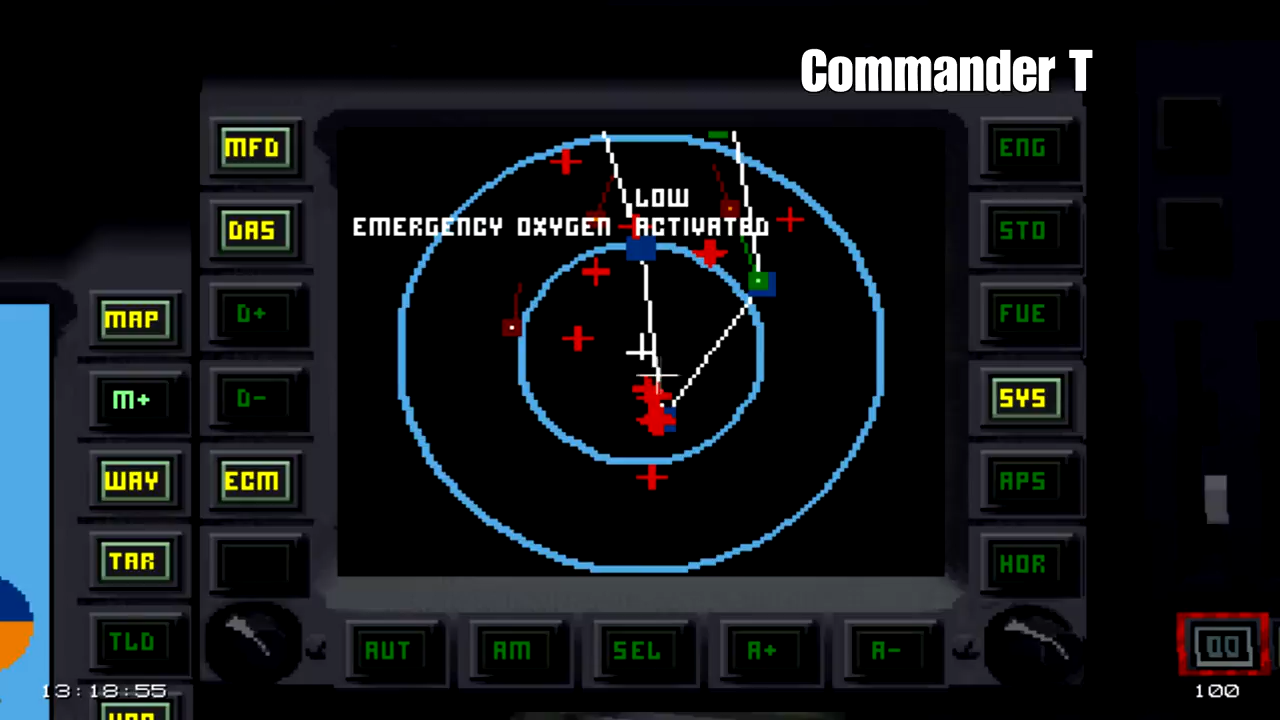 Commander T
MFD
ENG
LOW
EMERGENCY OXYGEN ACTIVATED
DAS
STO
MAP
D+
FUE
M+
D-
SYS
WAY
ECM
APS
TAR
HOR
TLD
AUT
AM
SEL
A+
A-
13:18:55
100